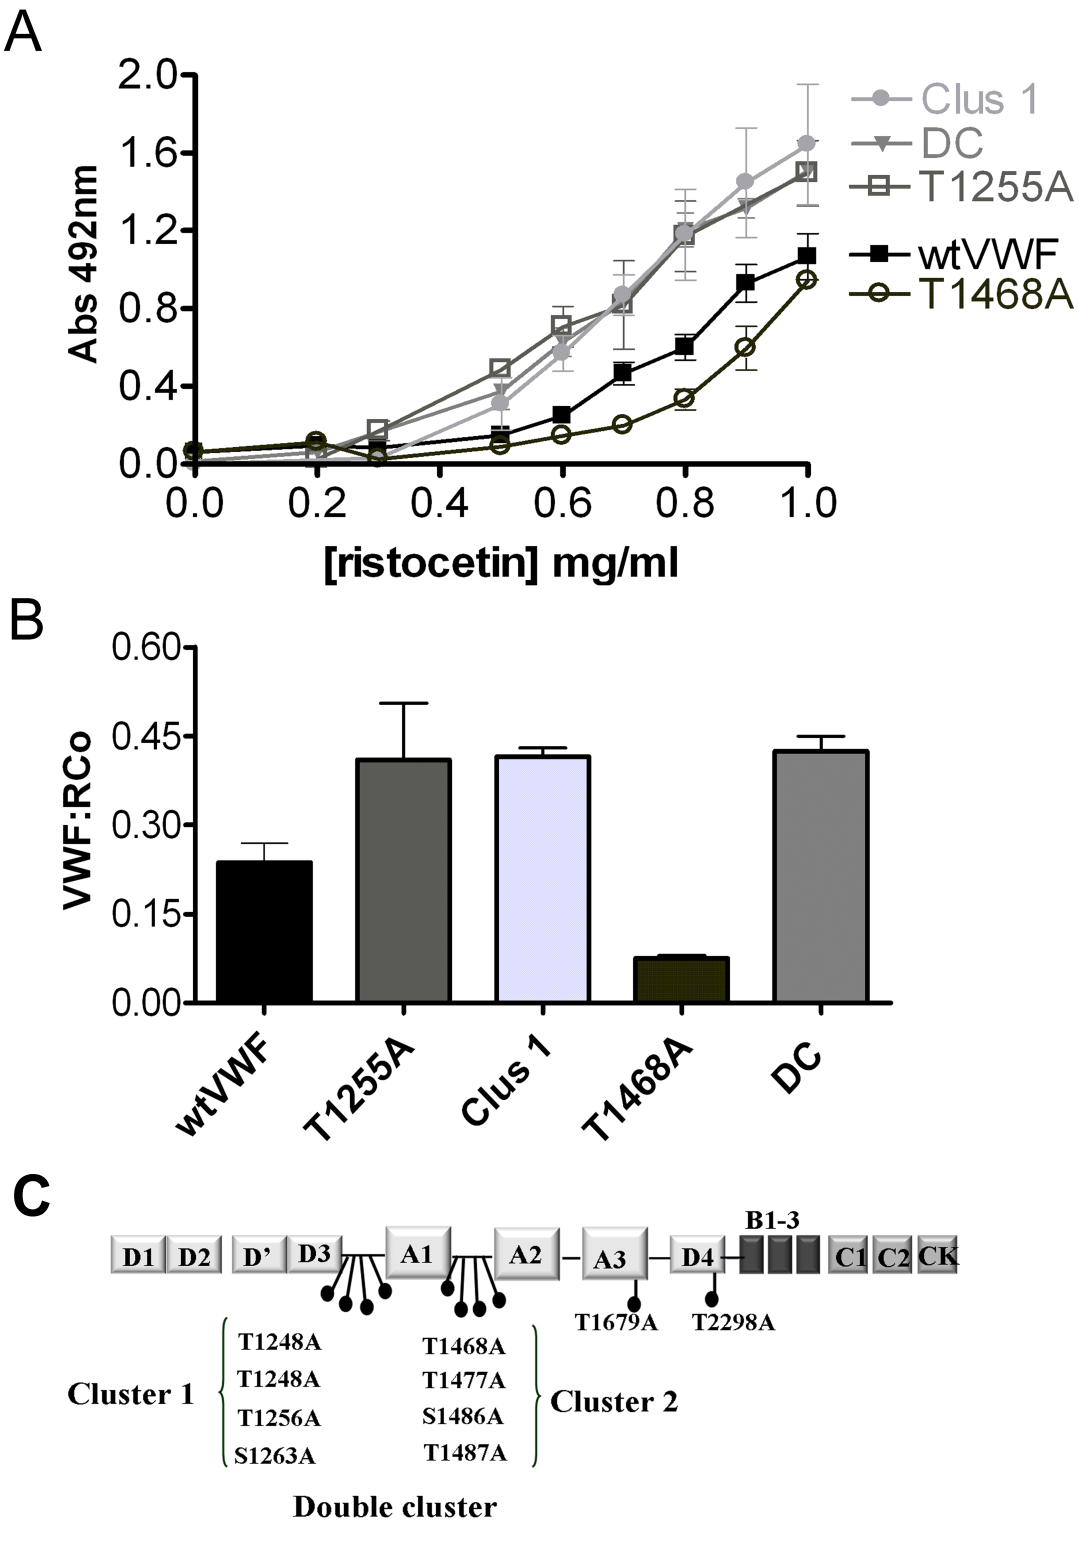 A
2.0
1.6
1.2
0.8
0.4
0.0
Abs 492nm
0.0 0.2 0.4 0.6 0.8 1.0
[ristocetin] mg/ml
Clus 1
DC
T1255A
wtVWF
T1468A
B
0.60
0.45
0.30
0.15
0.00
VWF:RCo
wtVWF T1255A Clus 1 T1468A DC
C
B1-3
D1 D2 D’ D3 A1 A2 A3 D4 C1 C2 CK
T1679A T2298A
T1248A T1468A
T1248A T1477A
Cluster 1 Cluster 2
T1256A S1486A
S1263A T1487A
Double cluster